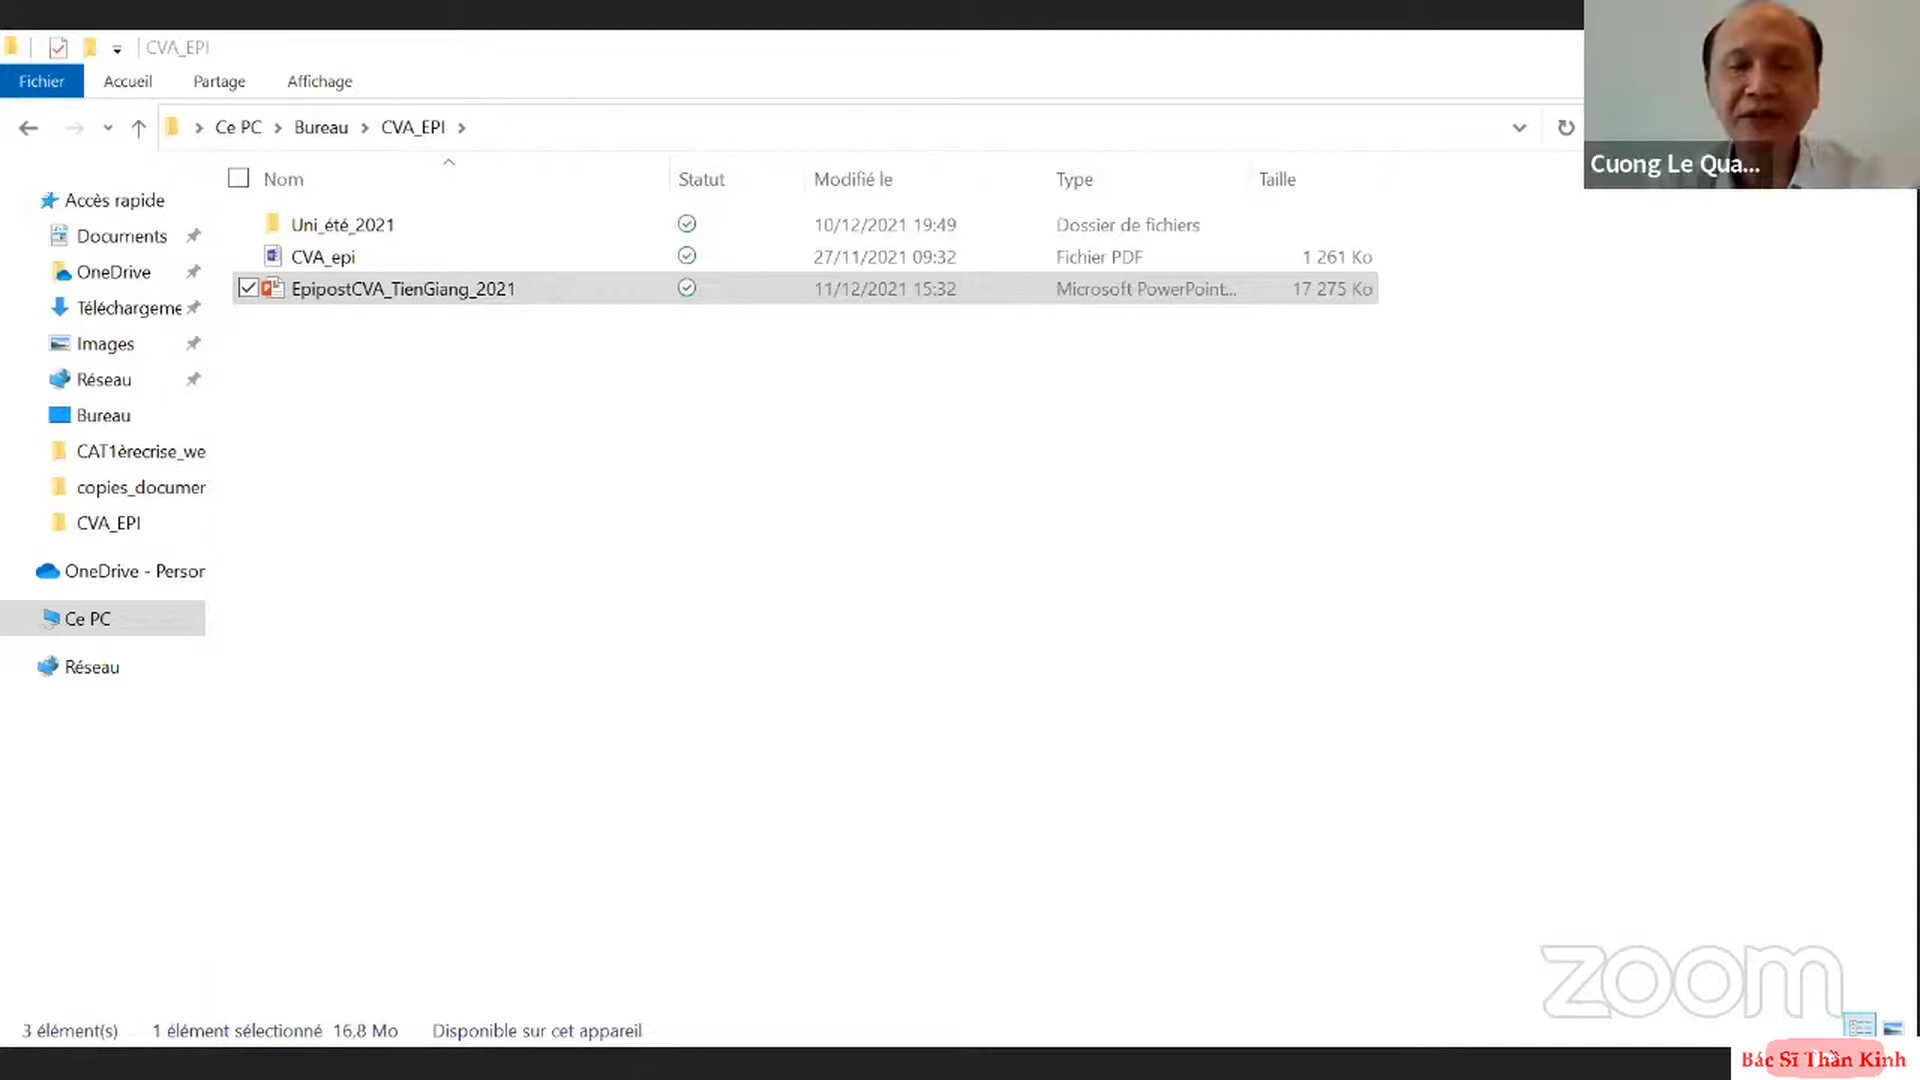 CVA_EPI
Fichier Accueil Partage Affichage
Ce PC Bureau CVA_EPI
Cuong Le Qua...
Nom Statut Modifié le Type Taille
Uni_été_2021 10/12/2021 19:49 Dossier de fichiers
CVA_epi 27/11/2021 09:32 Fichier PDF 1 261 Ko
EpipostCVA_TienGiang_2021 11/12/2021 15:32 Microsoft PowerPoint... 17 275 Ko
Accès rapide
Documents
OneDrive
Téléchargeme
Images
Réseau
Bureau
CAT1èrecrise_we
copies_documer
CVA_EPI
OneDrive - Person
Ce PC
Réseau
zoom
3 élément(s) 1 élément sélectionné 16,8 Mo Disponible sur cet appareil
Bác Sĩ Thần Kinh